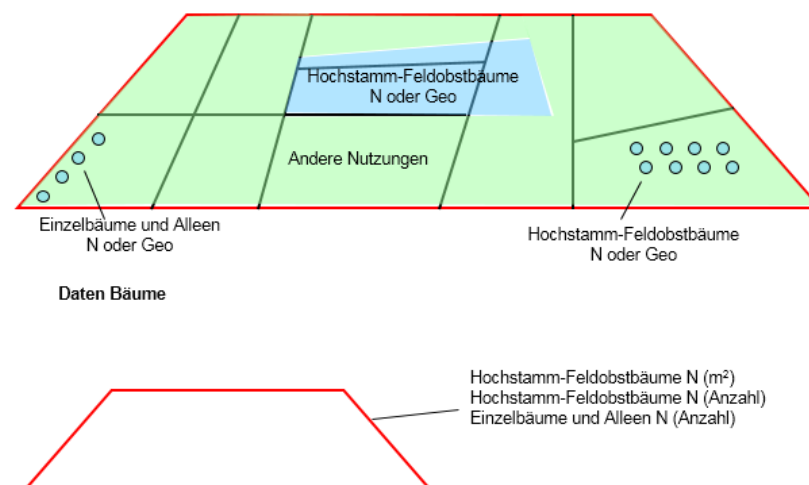 Hochstamm-Feldobstbäume
N oder Geo
Andere Nutzungen
Einzelbäume und Alleen
N oder Geo
Hochstamm-Feldobstbäume
N oder Geo
Daten Bäume
Hochstamm-Feldobstbäume N (m²)
Hochstamm-Feldobstbäume N (Anzahl)
Einzelbäume und Alleen N (Anzahl)